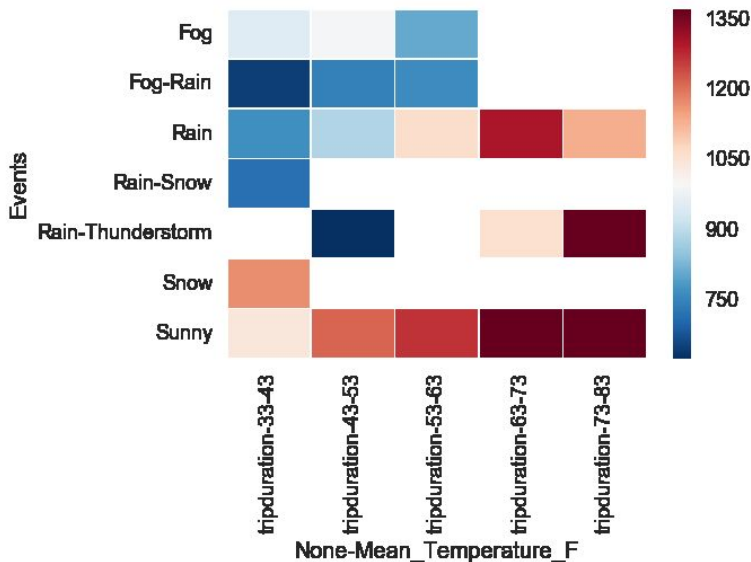 Fog
Fog-Rain
Rain
Rain-Snow
Rain-Thunderstorm
Snow
Sunny
Events
tripduration-33-43
tripduration-43-53
tripduration-53-63
tripduration-63-73
tripduration-73-83
None-Mean_Temperature_F
1350
1200
1050
900
750